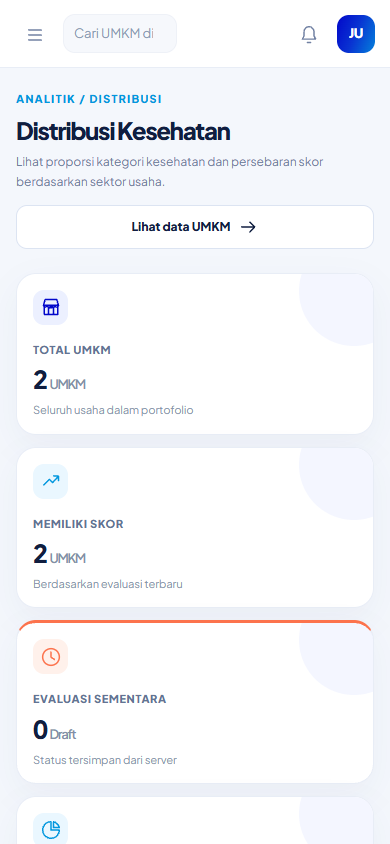 Cari UMKM di
JU
ANALITIK / DISTRIBUSI
Distribusi Kesehatan
Lihat proporsi kategori kesehatan dan persebaran skor
berdasarkan sektor usaha.
Lihat data UMKM
TOTAL UMKM
2 UMKM
Seluruh usaha dalam portofolio
MEMILIKI SKOR
2 UMKM
Berdasarkan evaluasi terbaru
EVALUASI SEMENTARA
0 Draft
Status tersimpan dari server